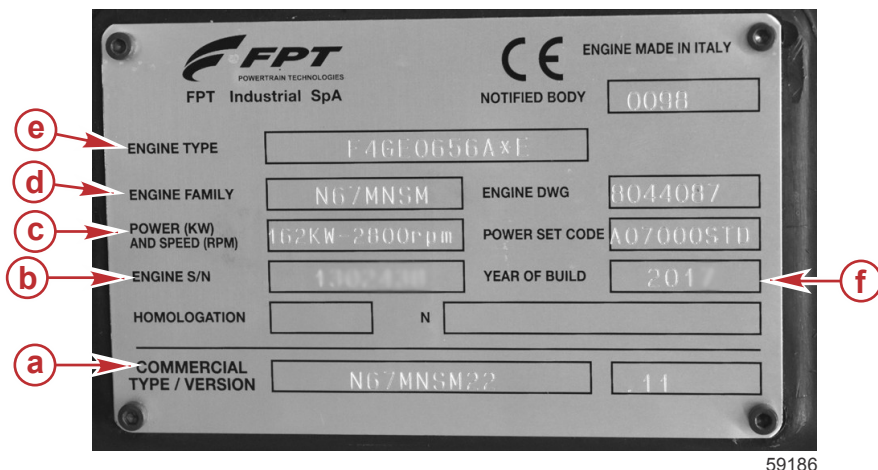 FPT
POWERTRAIN TECHNOLOGIES
FPT Industrial SpA
CE
ENGINE MADE IN ITALY
NOTIFIED BODY 0098
e
ENGINE TYPE F4GE0656A*E
d
ENGINE FAMILY N67MNSM ENGINE DWG 8044087
c
POWER (KW)
AND SPEED (RPM) 162KW-2800rpm POWER SET CODE A07000STD
b
ENGINE S/N YEAR OF BUILD 2017
f
HOMOLOGATION N
a
COMMERCIAL
TYPE / VERSION N67MNSM22 .11
59186